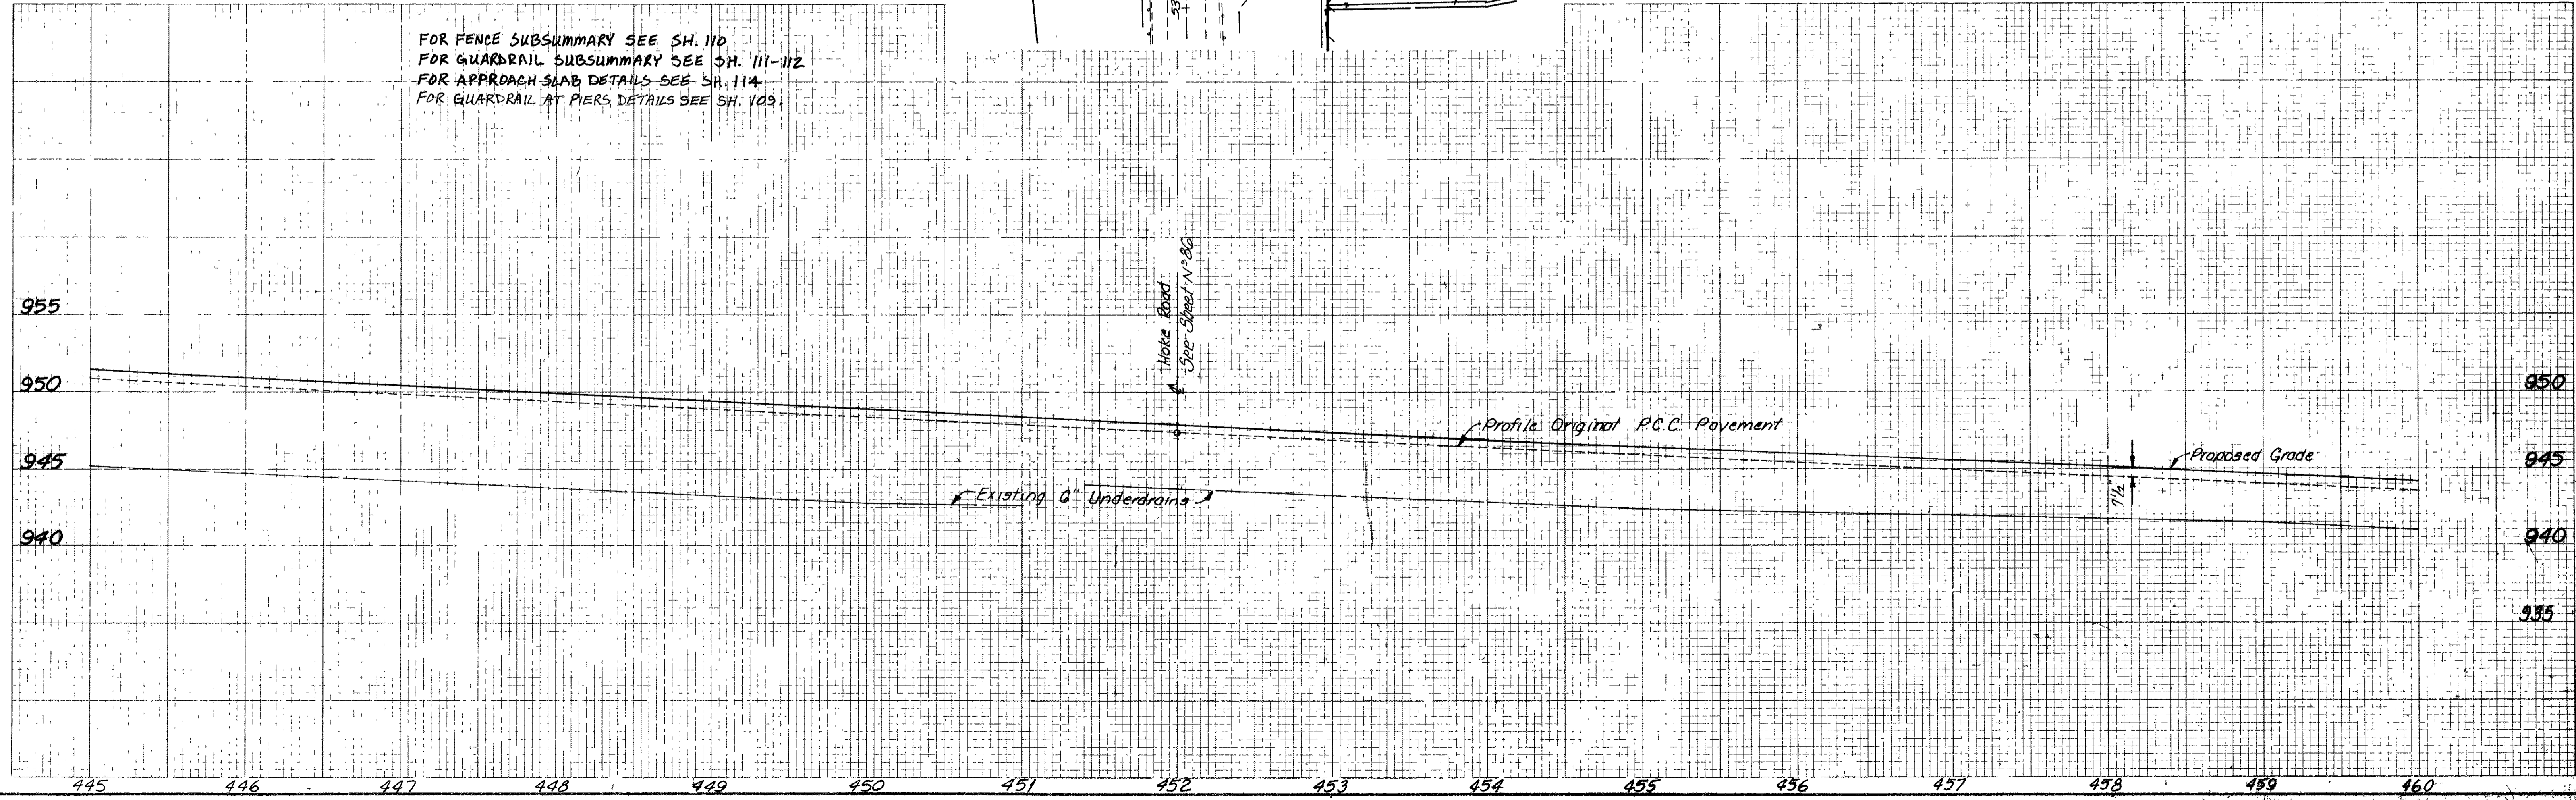 53+
FOR FENCE SUBSUMMARY SEE SH. 110
FOR GUARDRAIL SUBSUMMARY SEE SH. 111-112
FOR APPROACH SLAB DETAILS SEE SH. 114
FOR GUARDRAIL AT PIERS DETAILS SEE SH. 109.
Hoke Road
See Sheet Nº 86
955
950
950
Profile Original P.C.C. Pavement
945
Proposed Grade
945
Existing 6" Underdrains
7½"
940
940
935
445 446 447 448 449 450 451 452 453 454 455 456 457 458 459 460